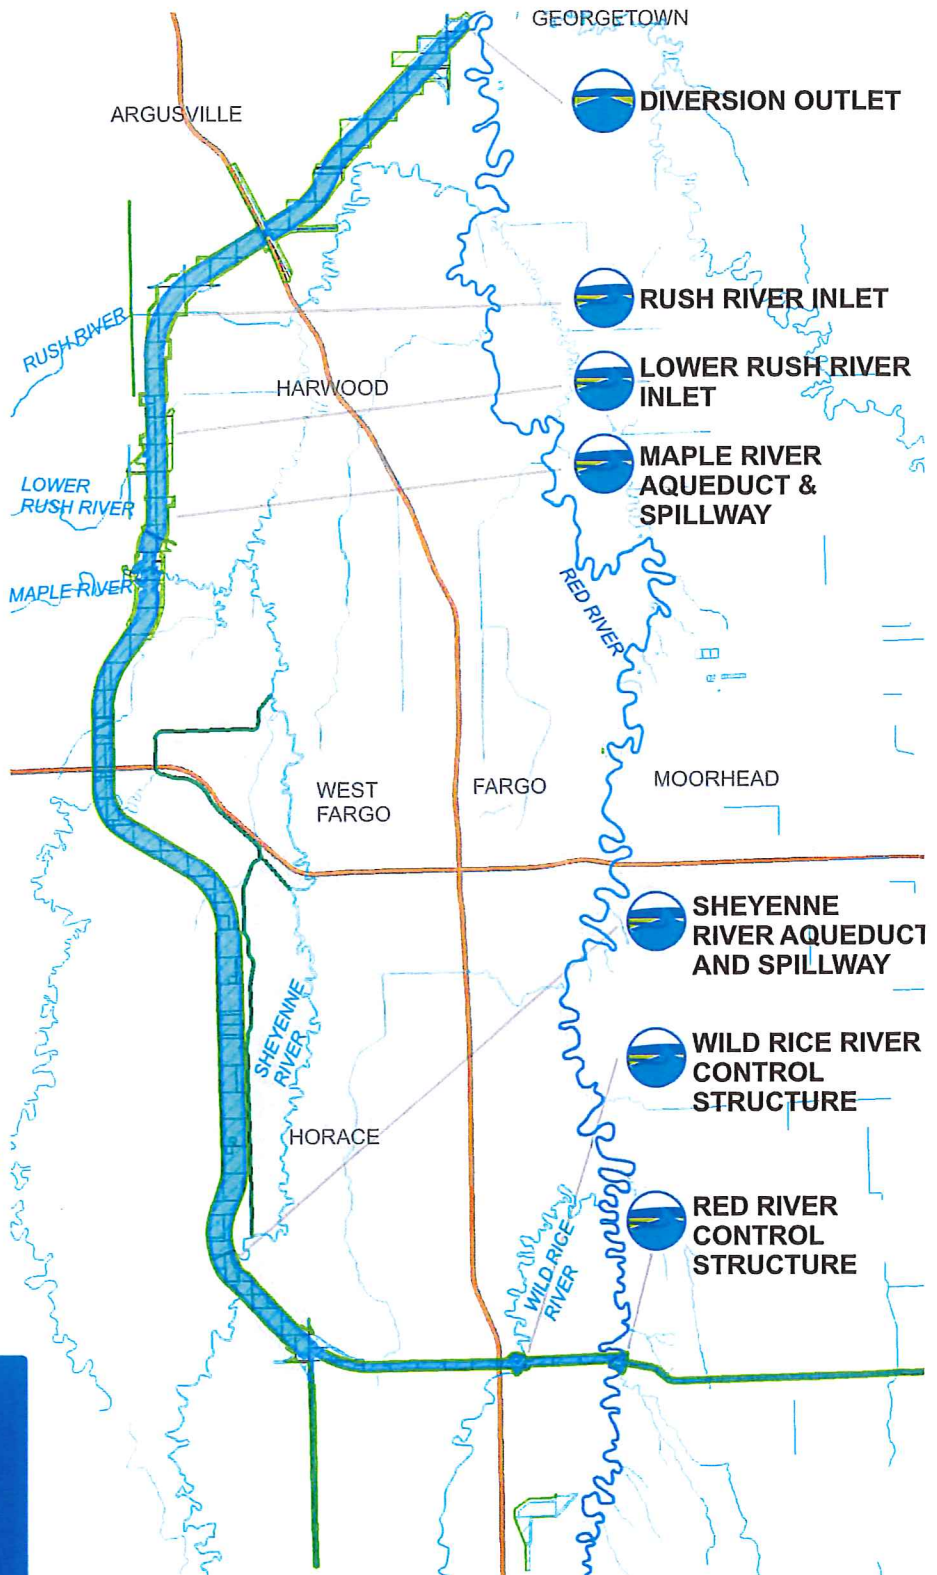 GEORGETOWN
DIVERSION OUTLET
ARGUSVILLE
RUSH RIVER INLET
RUSH RIVER
LOWER RUSH RIVER
INLET
HARWOOD
MAPLE RIVER
AQUEDUCT &
SPILLWAY
LOWER
RUSH RIVER
MAPLE RIVER
RED RIVER
WEST
FARGO
FARGO
MOORHEAD
SHEYENNE
RIVER AQUEDUCT
AND SPILLWAY
SHEYENNE
RIVER
WILD RICE RIVER
CONTROL
STRUCTURE
HORACE
RED RIVER
CONTROL
STRUCTURE
WILD RICE
RIVER